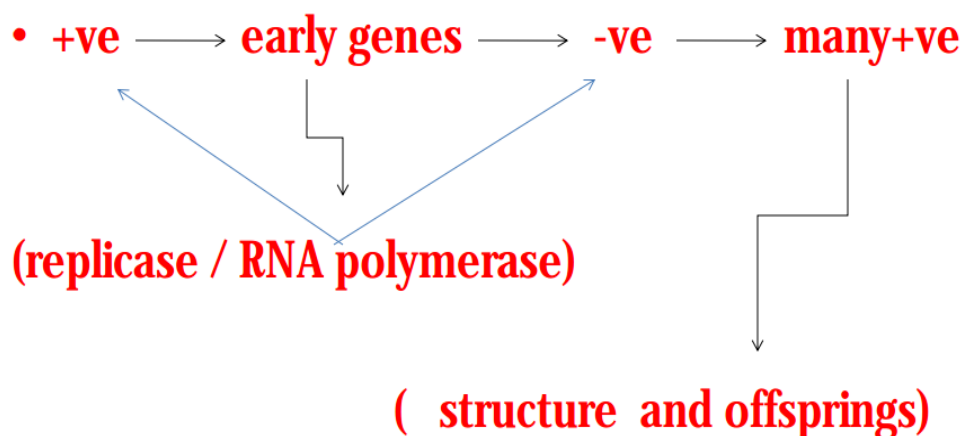 • +ve early genes -ve many+ve
(replicase / RNA polymerase)
( structure and offsprings)